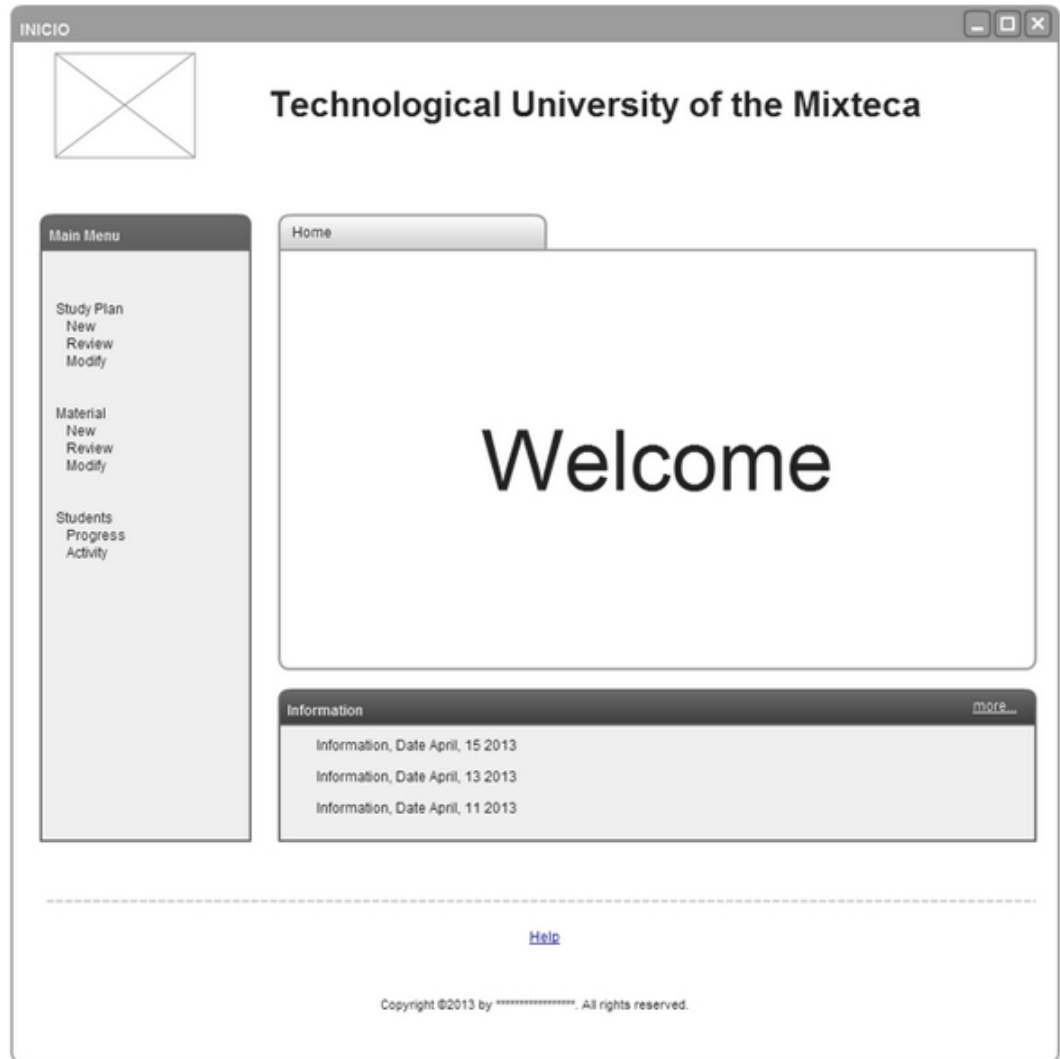 INICIO
Technological University of the Mixteca
Main Menu
Study Plan
New
Review
Modify
Material
New
Review
Modify
Students
Progress
Activity
Home
Welcome
Information
more...
Information, Date April, 15 2013
Information, Date April, 13 2013
Information, Date April, 11 2013
Help
Copyright ©2013 by *****************. All rights reserved.